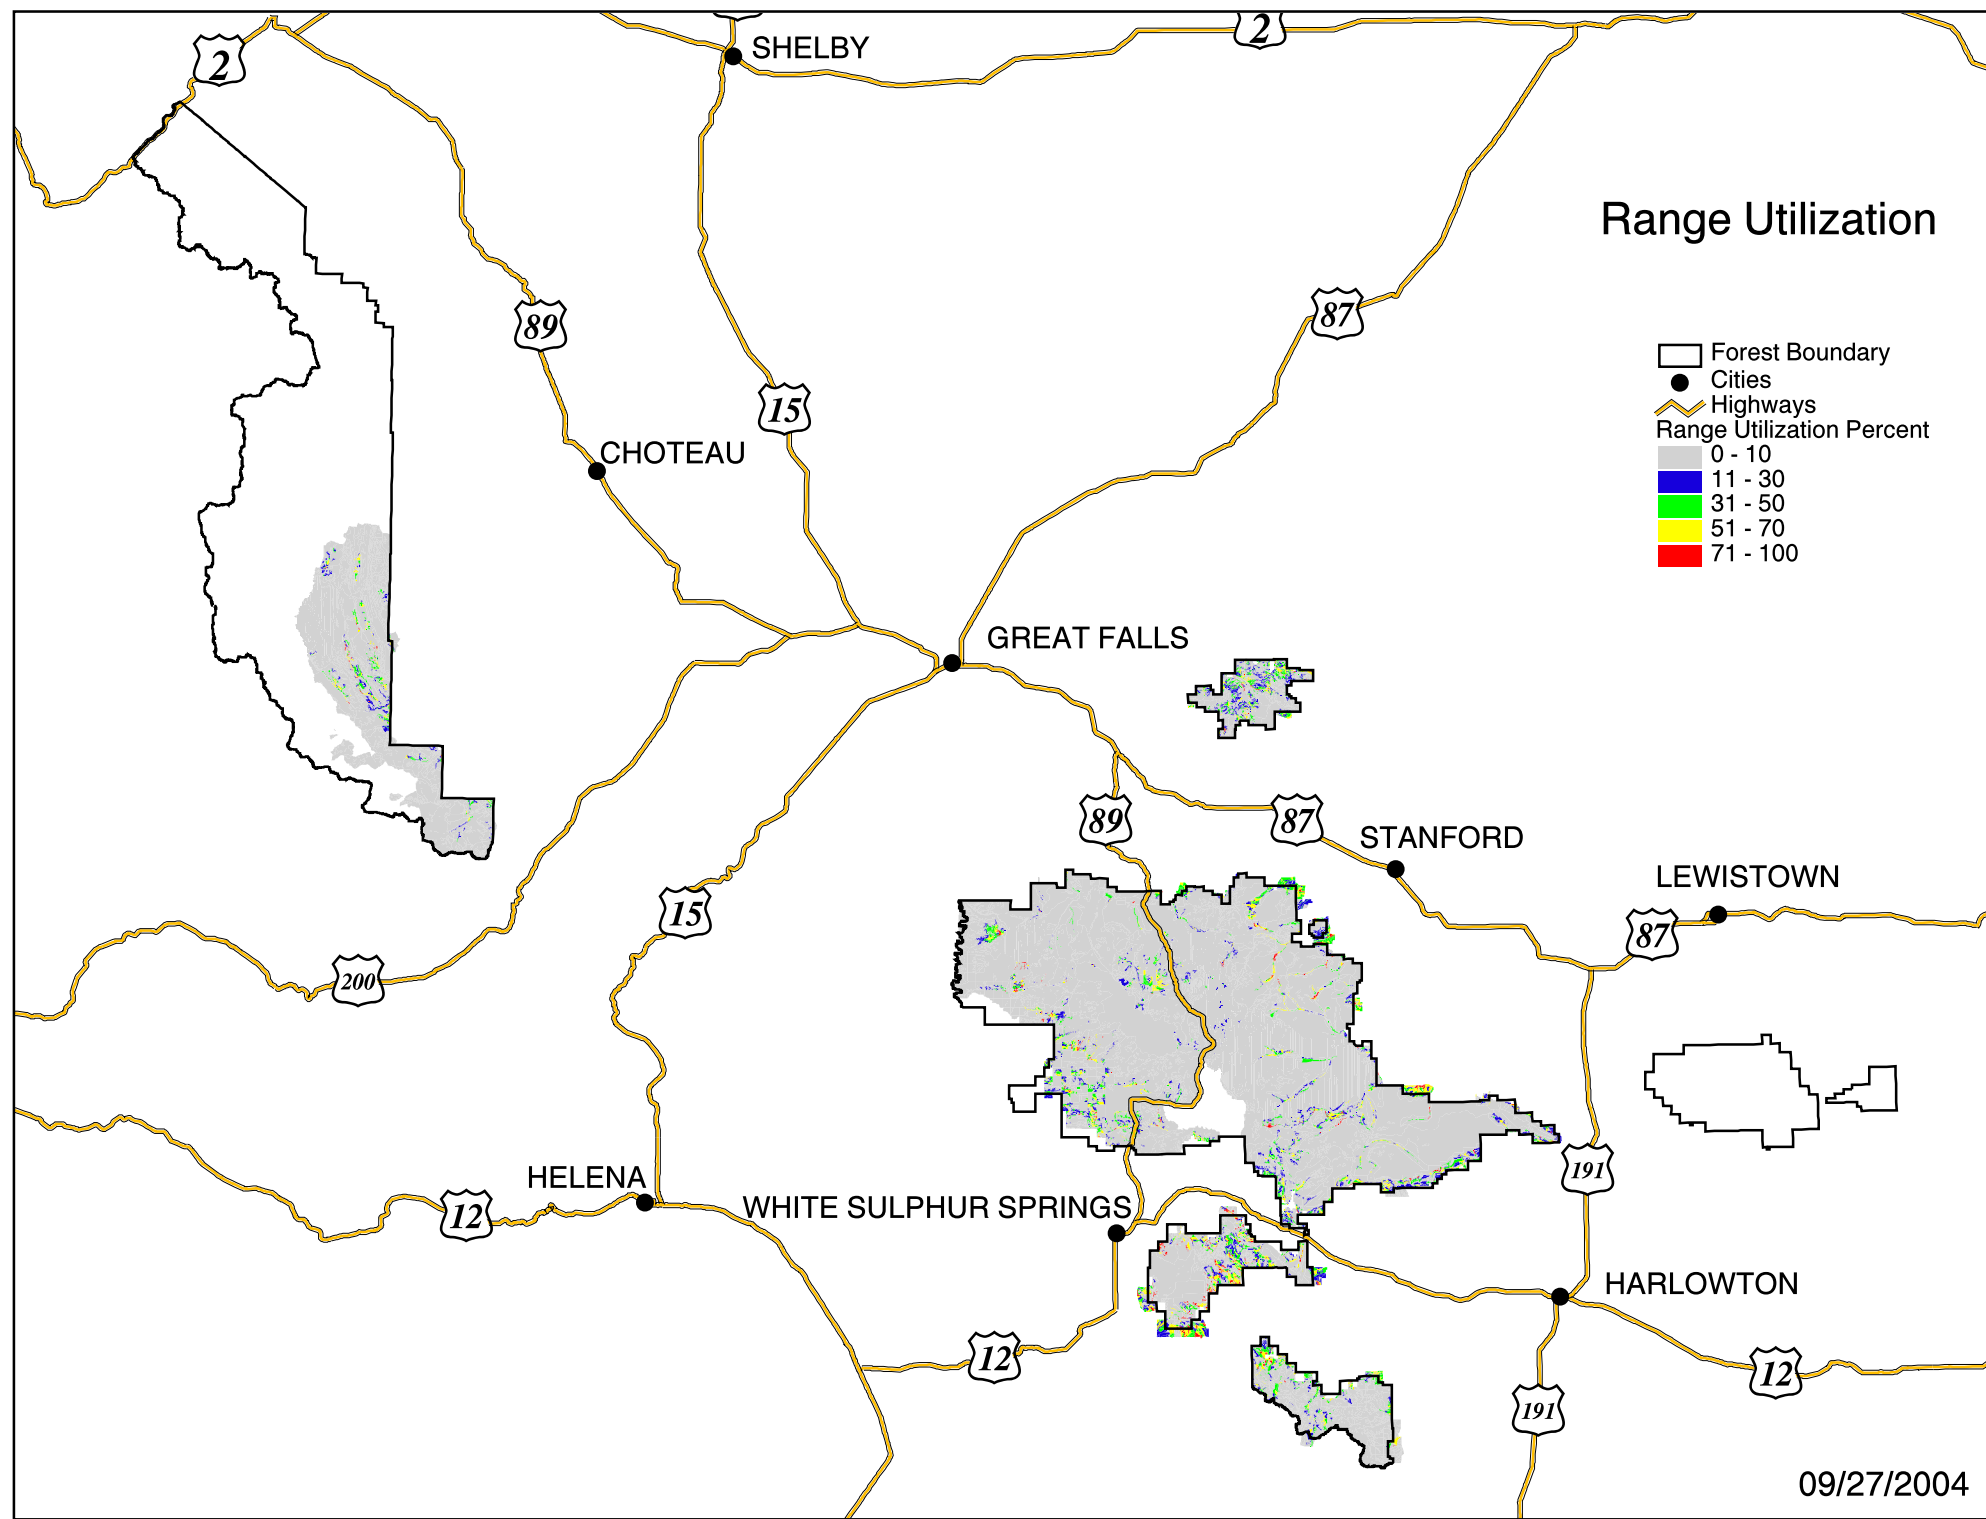 2
SHELBY
2
Range Utilization
89
87
15
Forest Boundary
Cities
Highways
Range Utilization Percent
0 - 10
11 - 30
31 - 50
51 - 70
71 - 100
CHOTEAU
GREAT FALLS
89
87
STANFORD
LEWISTOWN
15
87
200
HELENA
12
WHITE SULPHUR SPRINGS
191
HARLOWTON
12
12
191
09/27/2004